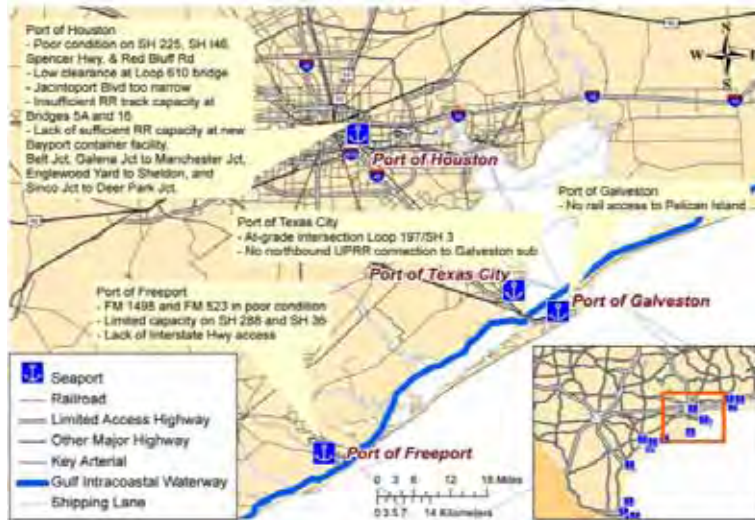 Port of Houston
- Poor condition on SH 225, SH I46,
Spencer Hwy. & Red Bluff Rd
- Low clearance at Loop 610 bridge
- Jacintoport Blvd too narrow
- Insufficient RR track capacity at
Bridges 5A and 16
- Lack of sufficient RR capacity at new
Bayport container facility.
Belt Jct, Galena Jct to Manchester Jct,
Englewood Yard to Sheldon, and
Sinco Jct to Deer Park Jct.
N
W E
S
Port of Houston
Port of Galveston
- No rail access to Pelican Island
Port of Texas City
- At-grade intersection Loop 197/SH 3
- No northbound UPRR connection to Galveston sub
Port of Texas City
Port of Galveston
Port of Freeport
- FM 1498 and FM 523 in poor condition
- Limited capacity on SH 288 and SH 36
- Lack of Interstate Hwy access
Seaport
Railroad
Limited Access Highway
Other Major Highway
Key Arterial
Gulf Intracoastal Waterway
Shipping Lane
Port of Freeport
0 3 6 12 18 Miles
0 3.5 7 14 Kilometers